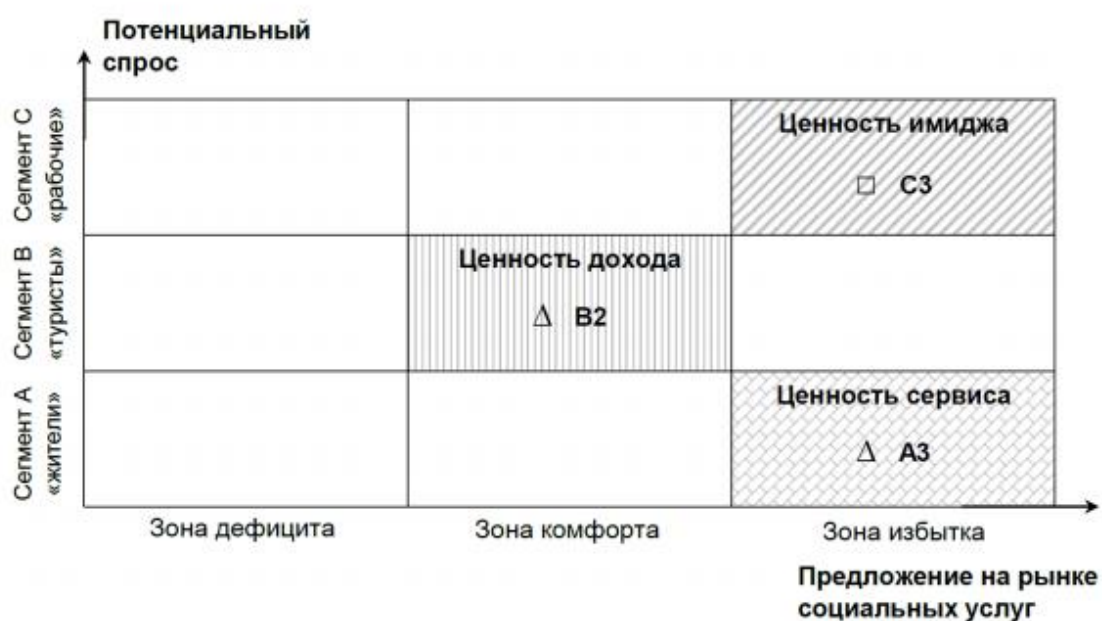 Потенциальный
спрос
Сегмент С
«рабочие»
Ценность имиджа
□ С3
Сегмент В
«туристы»
Ценность дохода
Δ В2
Сегмент А
«жители»
Ценность сервиса
Δ А3
Зона дефицита
Зона комфорта
Зона избытка
Предложение на рынке
социальных услуг